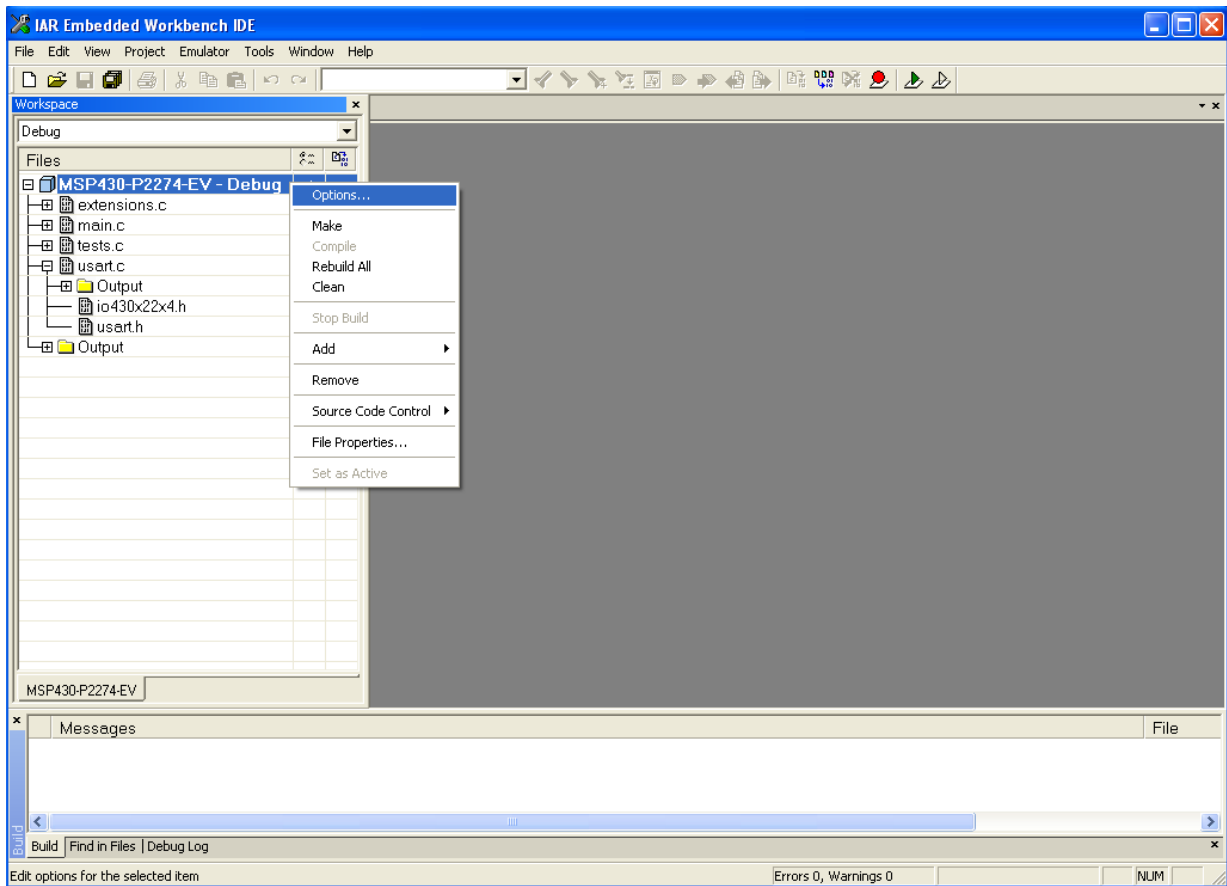 IAR Embedded Workbench IDE
File Edit View Project Emulator Tools Window Help
Workspace
Debug
Files
MSP430-P2274-EV - Debug
extensions.c
main.c
tests.c
usart.c
Output
io430x22x4.h
usart.h
Output
Options...
Make
Compile
Rebuild All
Clean
Stop Build
Add
Remove
Source Code Control
File Properties...
Set as Active
MSP430-P2274-EV
Messages File
Build
Build Find in Files Debug Log
Edit options for the selected item Errors 0, Warnings 0 NUM